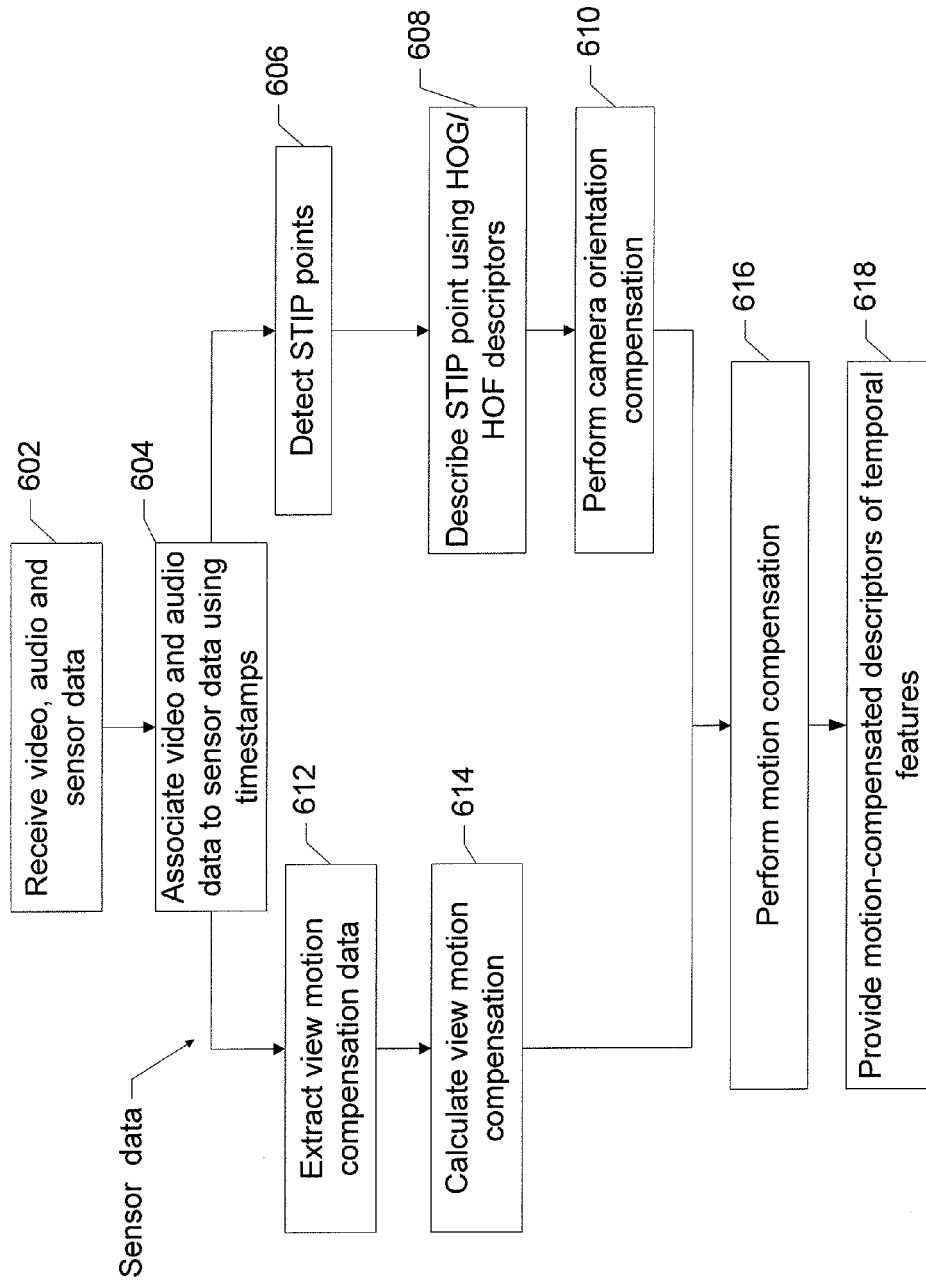 602
Receive video, audio and
sensor data
604
Associate video and audio
data to sensor data using
timestamps
Sensor data
606
Detect STIP points
608
Describe STIP point using HOG/
HOF descriptors
610
Perform camera orientation
compensation
612
Extract view motion
compensation data
614
Calculate view motion
compensation
616
Perform motion compensation
618
Provide motion-compensated descriptors of temporal
features